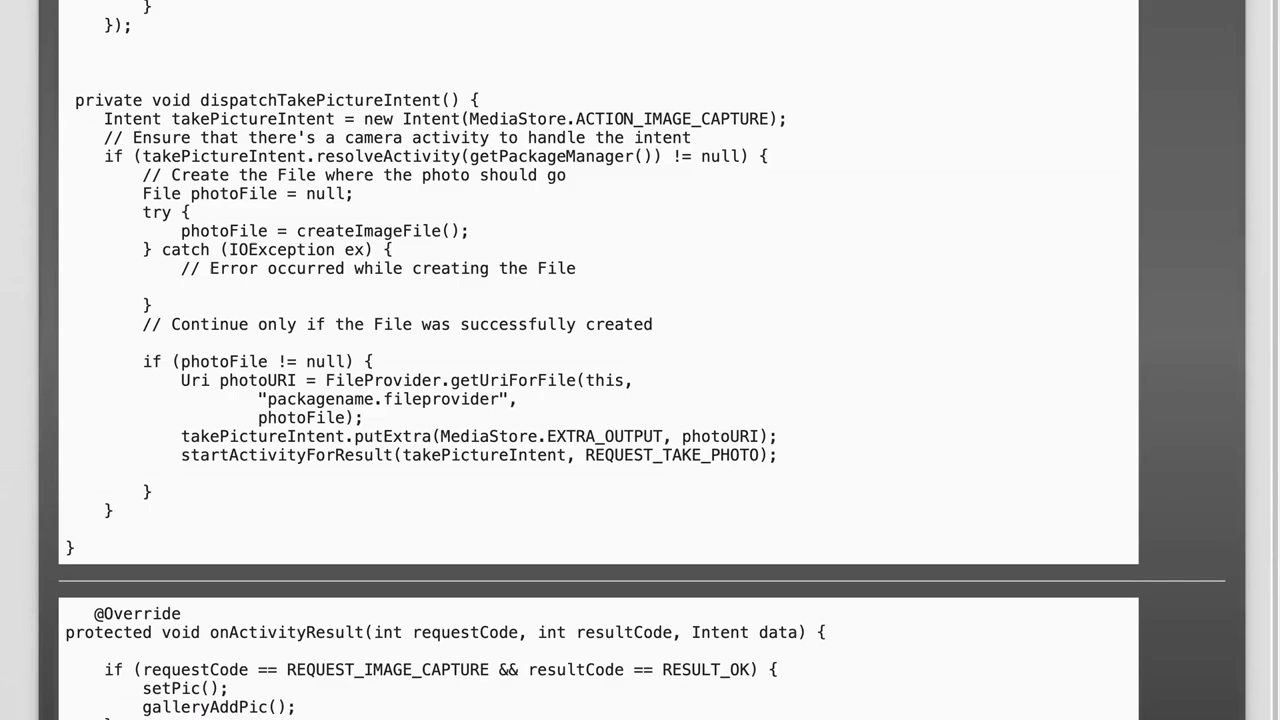 }
});
private void dispatchTakePictureIntent() {
Intent takePictureIntent = new Intent(MediaStore.ACTION_IMAGE_CAPTURE);
// Ensure that there's a camera activity to handle the intent
if (takePictureIntent.resolveActivity(getPackageManager()) != null) {
// Create the File where the photo should go
File photoFile = null;
try {
photoFile = createImageFile();
} catch (IOException ex) {
// Error occurred while creating the File
}
// Continue only if the File was successfully created
if (photoFile != null) {
Uri photoURI = FileProvider.getUriForFile(this,
"packagename.fileprovider",
photoFile);
takePictureIntent.putExtra(MediaStore.EXTRA_OUTPUT, photoURI);
startActivityForResult(takePictureIntent, REQUEST_TAKE_PHOTO);
}
}
}
@Override
protected void onActivityResult(int requestCode, int resultCode, Intent data) {
if (requestCode == REQUEST_IMAGE_CAPTURE && resultCode == RESULT_OK) {
setPic();
galleryAddPic();